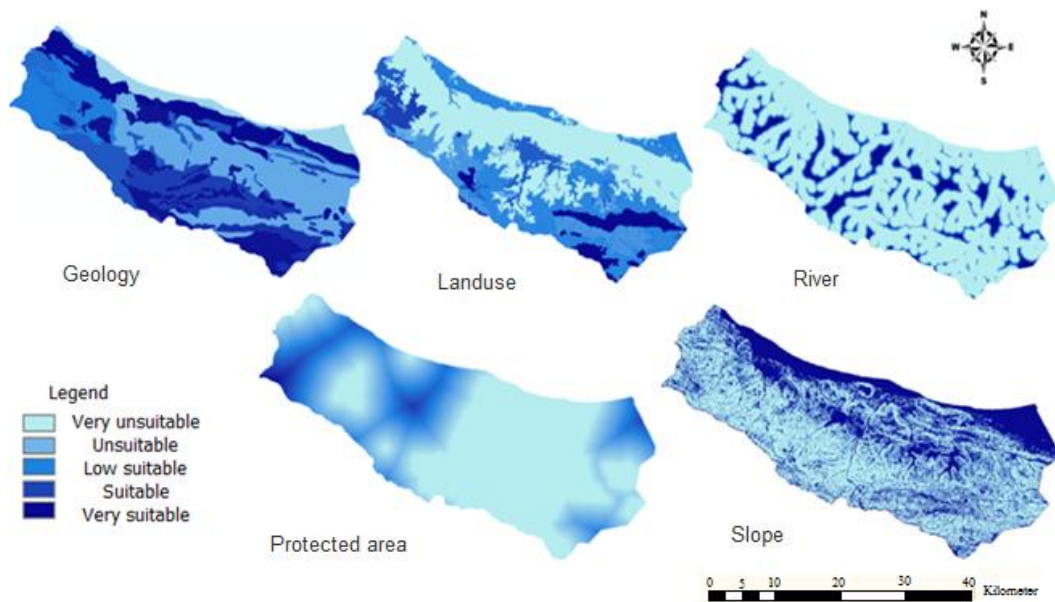 N
W E
S
Geology
Landuse
River
Legend
Very unsuitable
Unsuitable
Low suitable
Suitable
Very suitable
Protected area
Slope
0 5 10 20 30 40 Kilometer